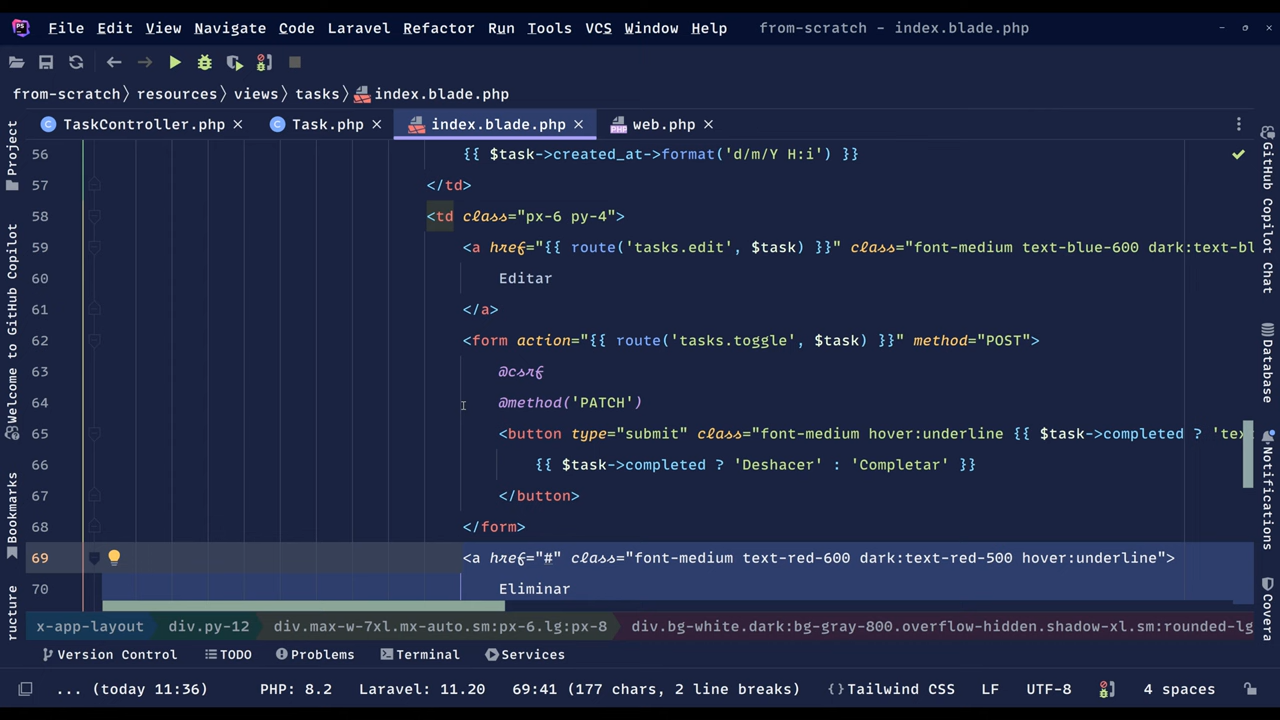 File Edit View Navigate Code Laravel Refactor Run Tools VCS Window Help from-scratch - index.blade.php
from-scratch resources views tasks index.blade.php
TaskController.php Task.php index.blade.php web.php
Project
Welcome to GitHub Copilot
Bookmarks
ructure
56 {{ $task->created_at->format('d/m/Y H:i') }}
57 </td>
58 <td class="px-6 py-4">
59 <a href="{{ route('tasks.edit', $task) }}" class="font-medium text-blue-600 dark:text-bl
60 Editar
61 </a>
62 <form action="{{ route('tasks.toggle', $task) }}" method="POST">
63 @csrf
64 @method('PATCH')
65 <button type="submit" class="font-medium hover:underline {{ $task->completed ? 'tex
66 {{ $task->completed ? 'Deshacer' : 'Completar' }}
67 </button>
68 </form>
69 <a href="#" class="font-medium text-red-600 dark:text-red-500 hover:underline">
70 Eliminar
GitHub Copilot Chat
Database
Notifications
Covera
x-app-layout div.py-12 div.max-w-7xl.mx-auto.sm:px-6.lg:px-8 div.bg-white.dark:bg-gray-800.overflow-hidden.shadow-xl.sm:rounded-lg
Version Control TODO Problems Terminal Services
... (today 11:36) PHP: 8.2 Laravel: 11.20 69:41 (177 chars, 2 line breaks) Tailwind CSS LF UTF-8 4 spaces